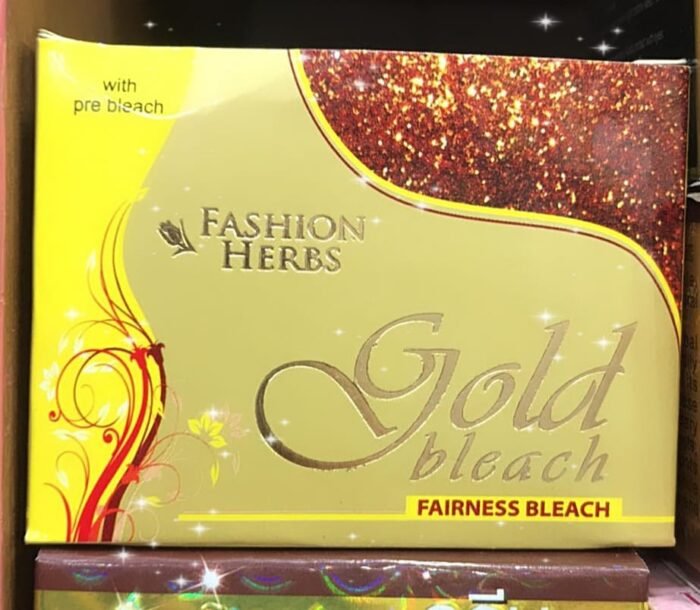 with
pre bleach
FASHION
HERBS
Gold
bleach
FAIRNESS BLEACH